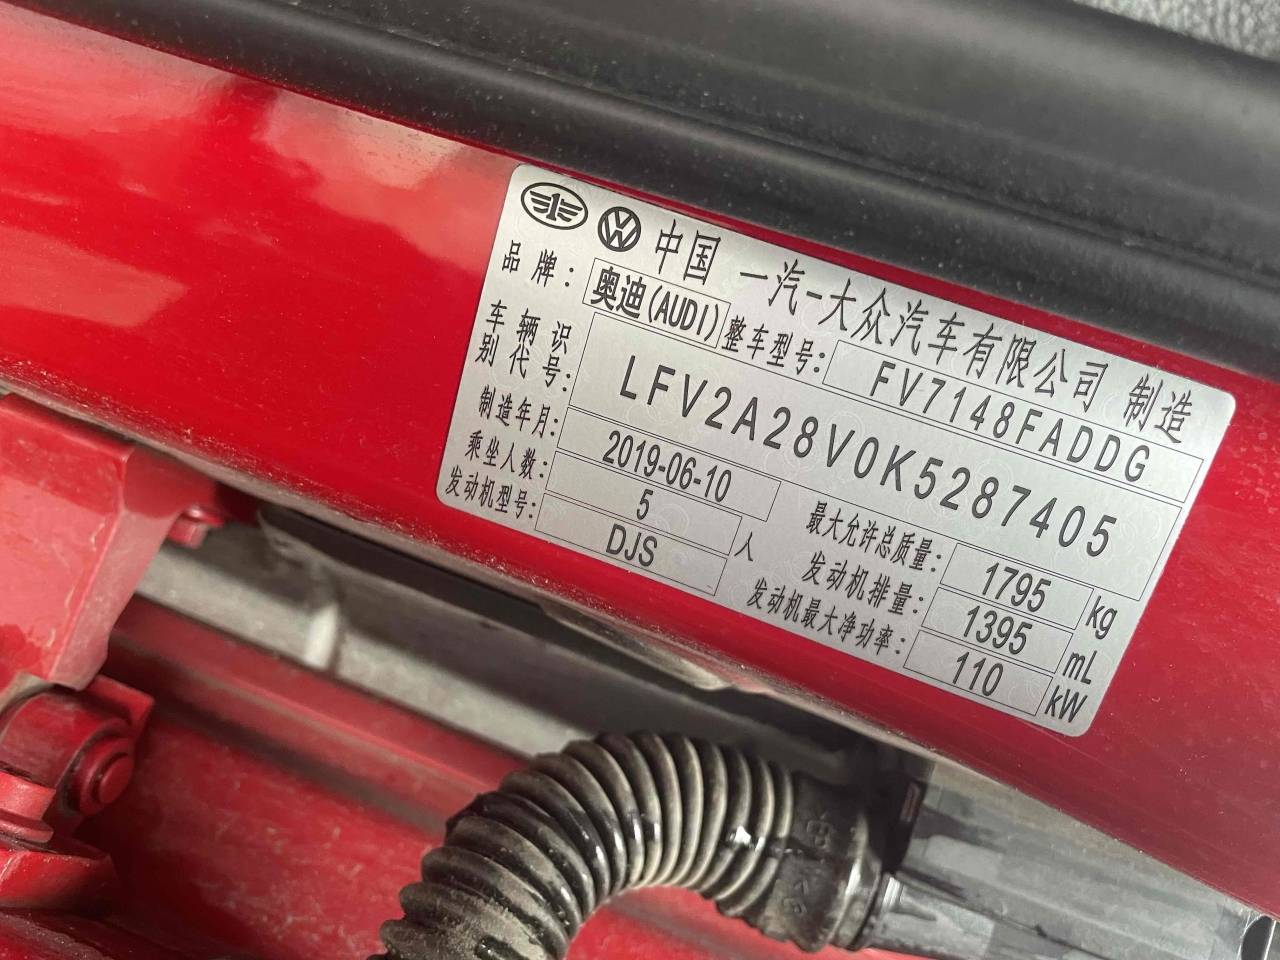 中国 一汽-大众汽车有限公司 制造
品牌: 奥迪(AUDI) 整车型号: FV7148FADDG
车辆识别代号: LFV2A28V0K5287405
制造年月: 2019-06-10 最大允许总质量: 1795 kg
乘坐人数: 5 人 发动机排量: 1395 mL
发动机型号: DJS 发动机最大净功率: 110 kW